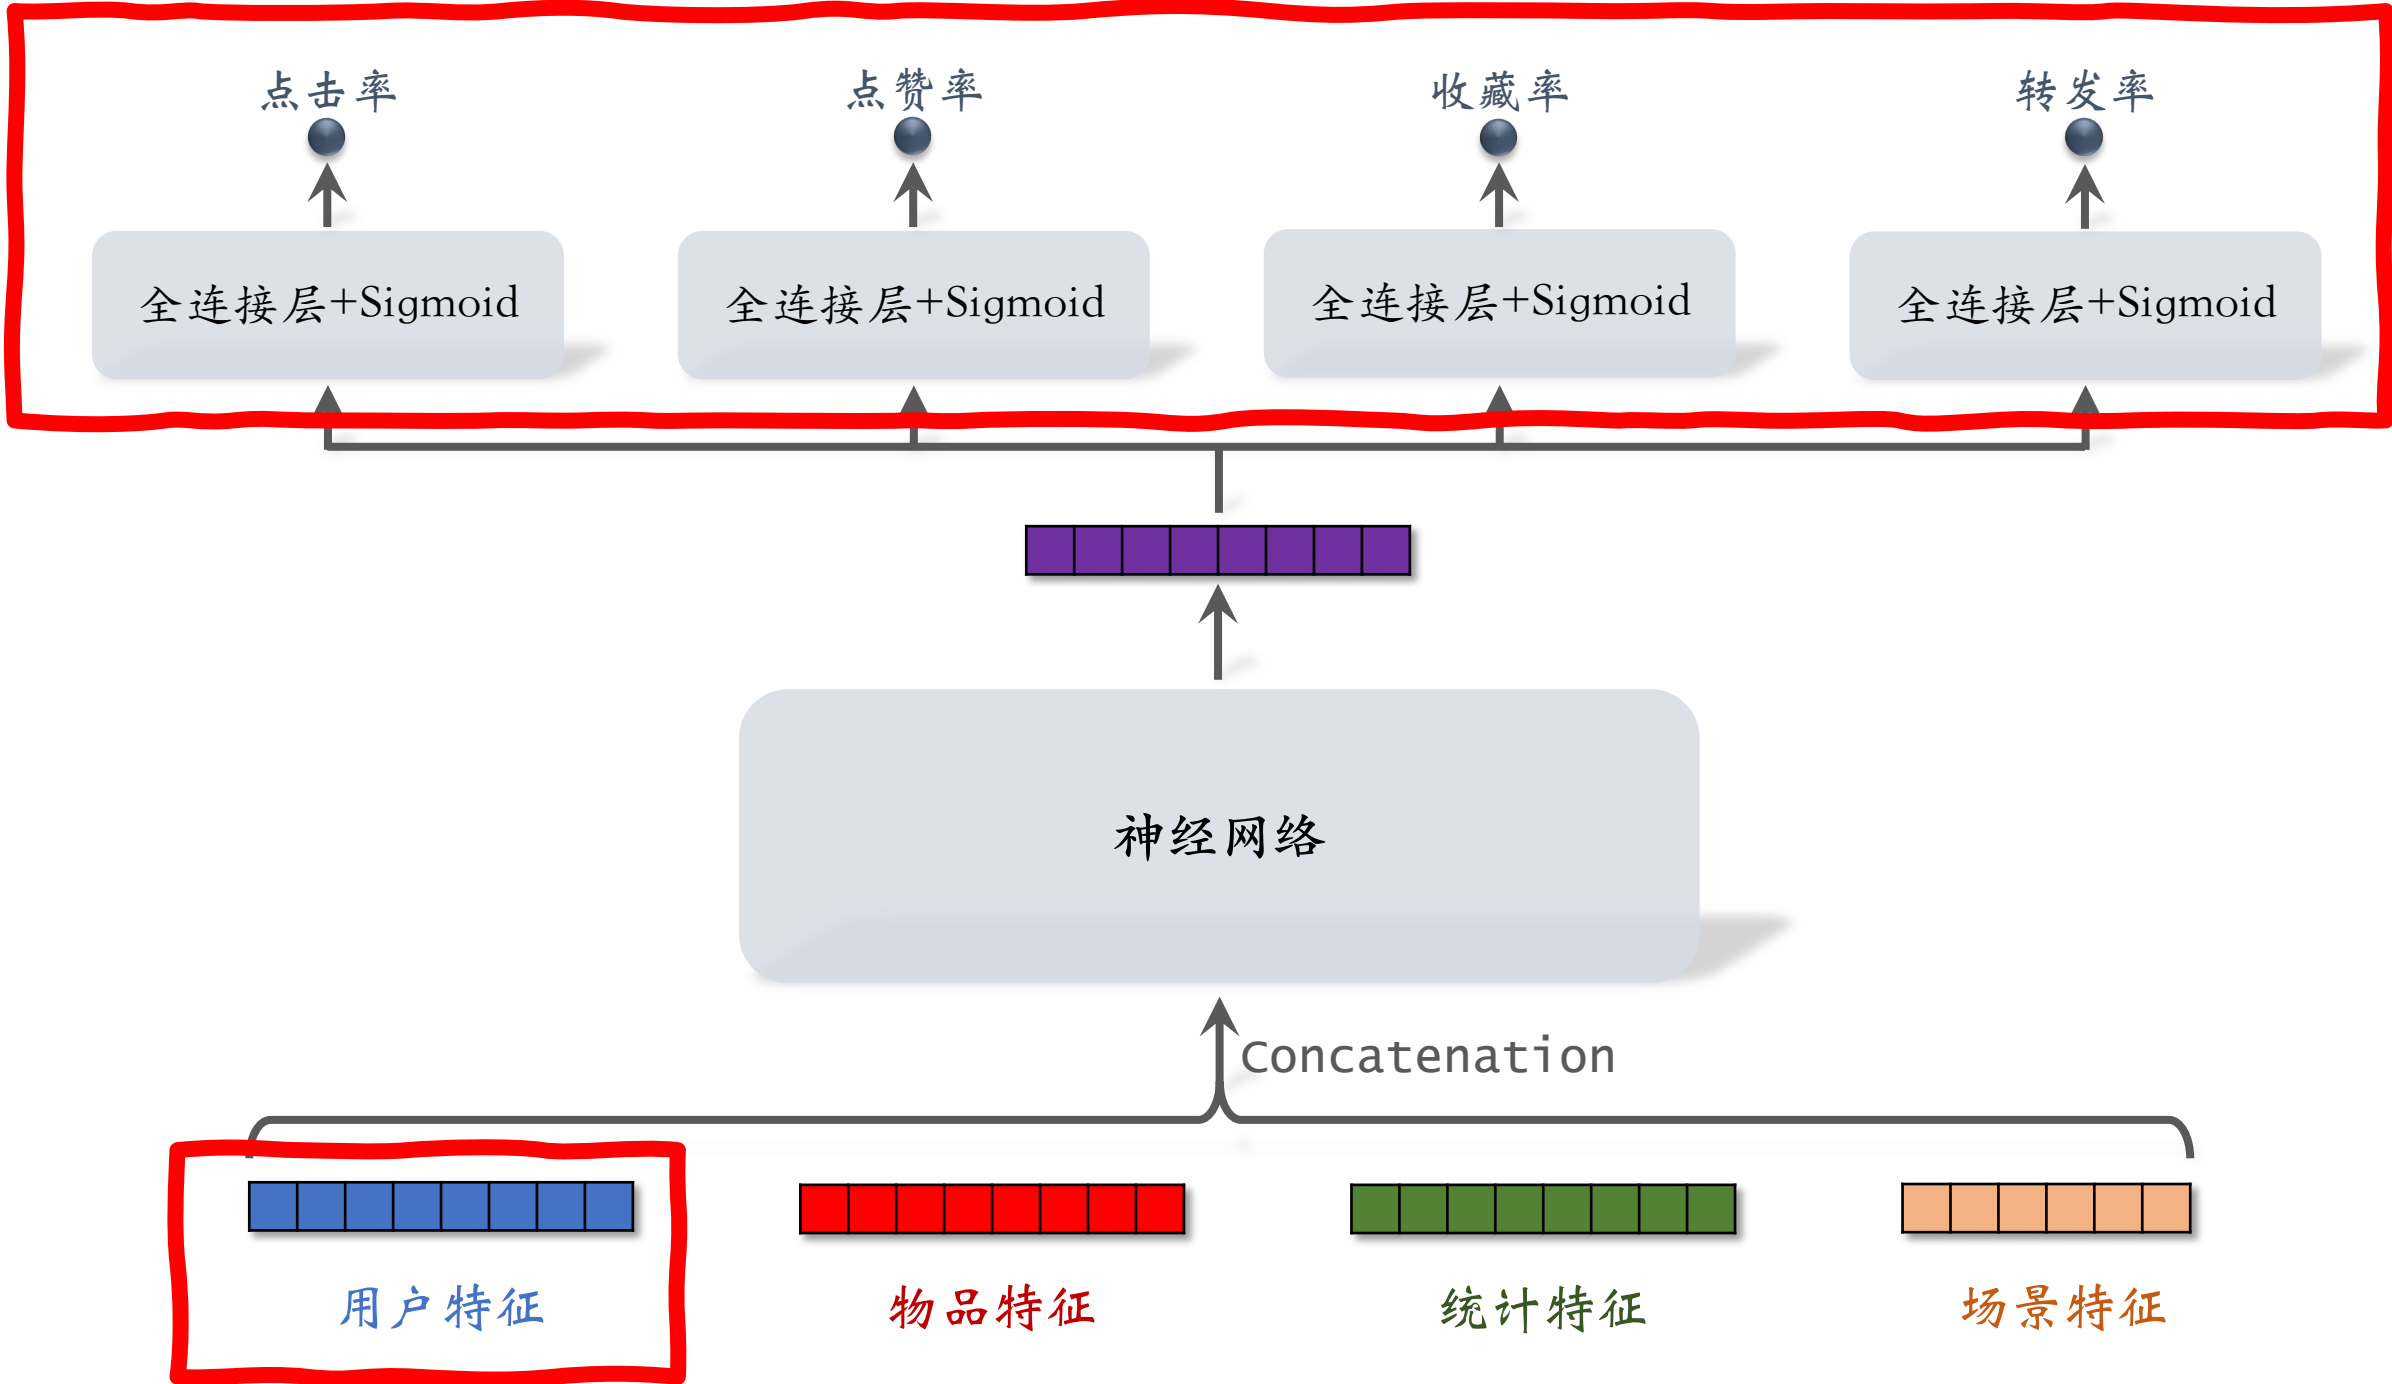 点击率 点赞率 收藏率 转发率
全连接层+Sigmoid 全连接层+Sigmoid 全连接层+Sigmoid 全连接层+Sigmoid
神经网络
Concatenation
用户特征 物品特征 统计特征 场景特征